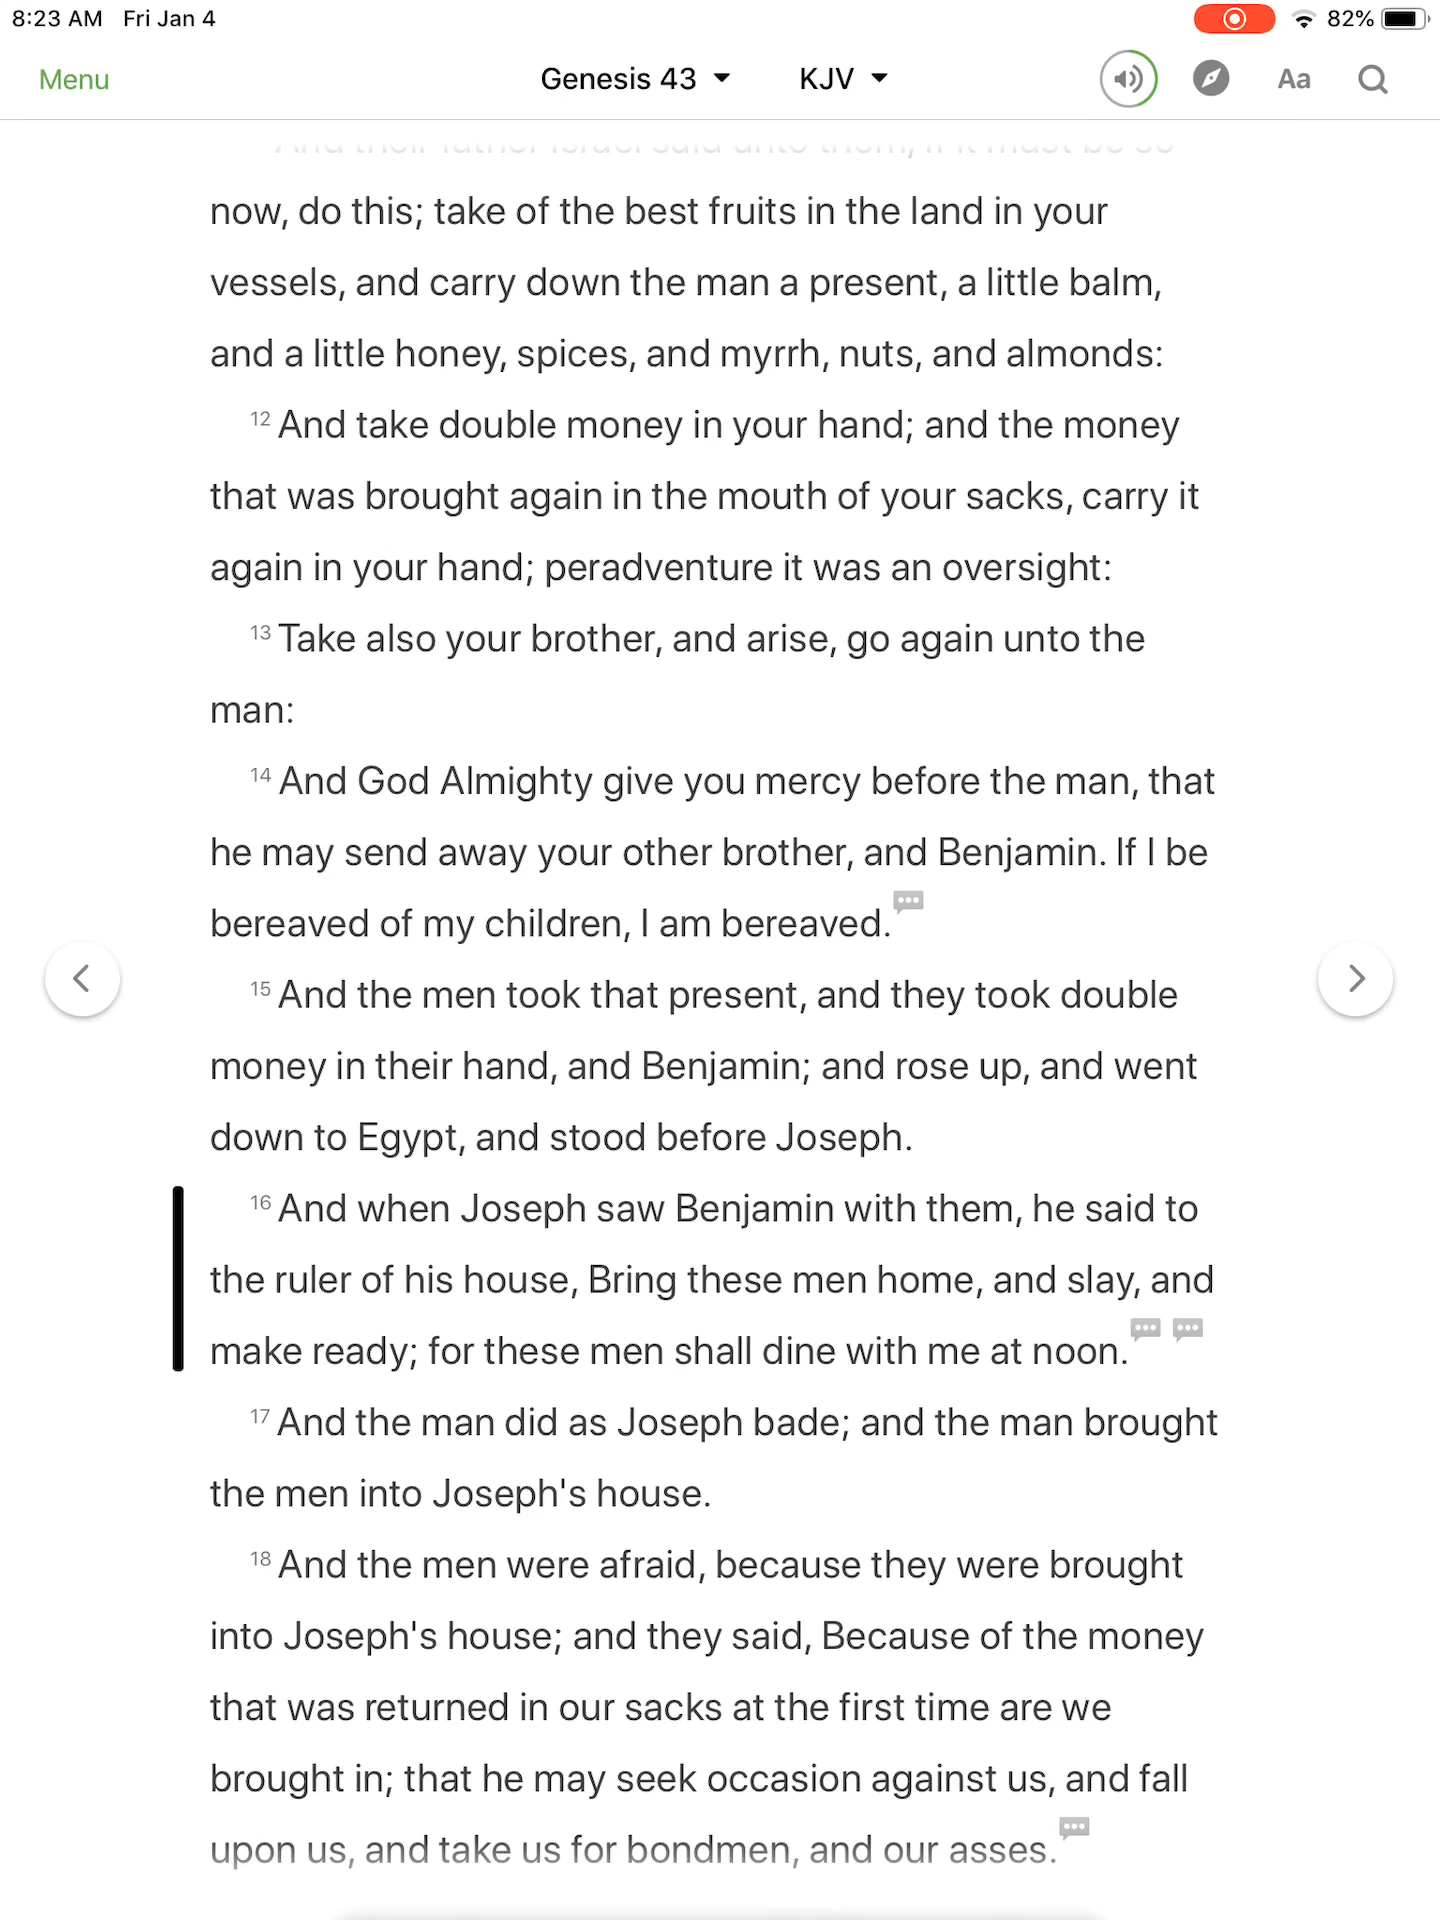 8:23 AM Fri Jan 4 82%
Menu Genesis 43 KJV Aa
And their father Israel said unto them, If it must be so
now, do this; take of the best fruits in the land in your
vessels, and carry down the man a present, a little balm,
and a little honey, spices, and myrrh, nuts, and almonds:
12 And take double money in your hand; and the money
that was brought again in the mouth of your sacks, carry it
again in your hand; peradventure it was an oversight:
13 Take also your brother, and arise, go again unto the
man:
14 And God Almighty give you mercy before the man, that
he may send away your other brother, and Benjamin. If I be
bereaved of my children, I am bereaved.
15 And the men took that present, and they took double
money in their hand, and Benjamin; and rose up, and went
down to Egypt, and stood before Joseph.
16 And when Joseph saw Benjamin with them, he said to
the ruler of his house, Bring these men home, and slay, and
make ready; for these men shall dine with me at noon.
17 And the man did as Joseph bade; and the man brought
the men into Joseph's house.
18 And the men were afraid, because they were brought
into Joseph's house; and they said, Because of the money
that was returned in our sacks at the first time are we
brought in; that he may seek occasion against us, and fall
upon us, and take us for bondmen, and our asses.